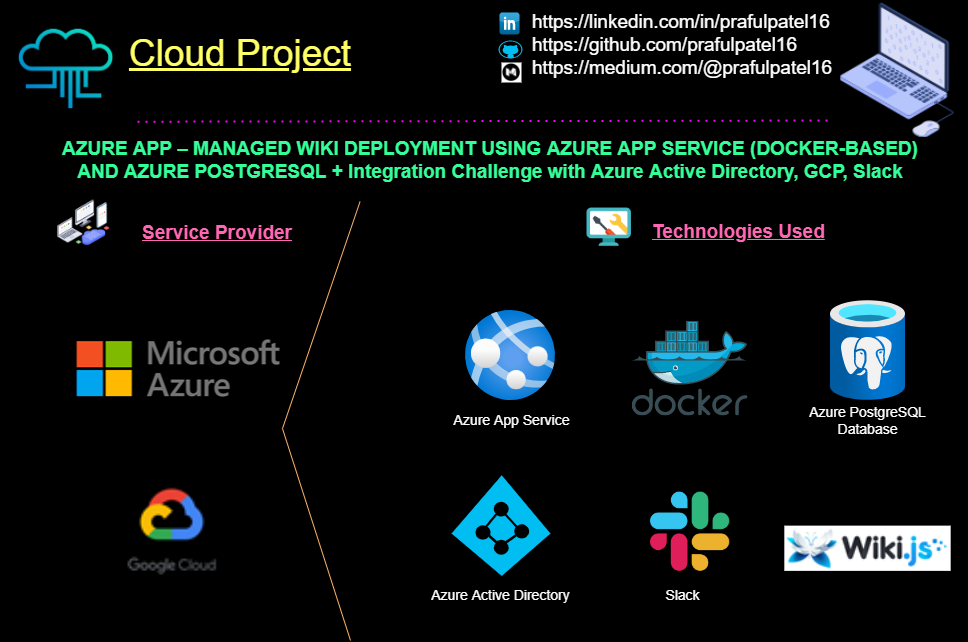 Cloud Project
https://linkedin.com/in/prafulpatel16
https://github.com/prafulpatel16
https://medium.com/@prafulpatel16
AZURE APP – MANAGED WIKI DEPLOYMENT USING AZURE APP SERVICE (DOCKER-BASED)
AND AZURE POSTGRESQL + Integration Challenge with Azure Active Directory, GCP, Slack
Service Provider
Technologies Used
Microsoft
Azure
Google Cloud
Azure App Service
docker
Azure PostgreSQL
Database
Azure Active Directory
Slack
Wiki.js